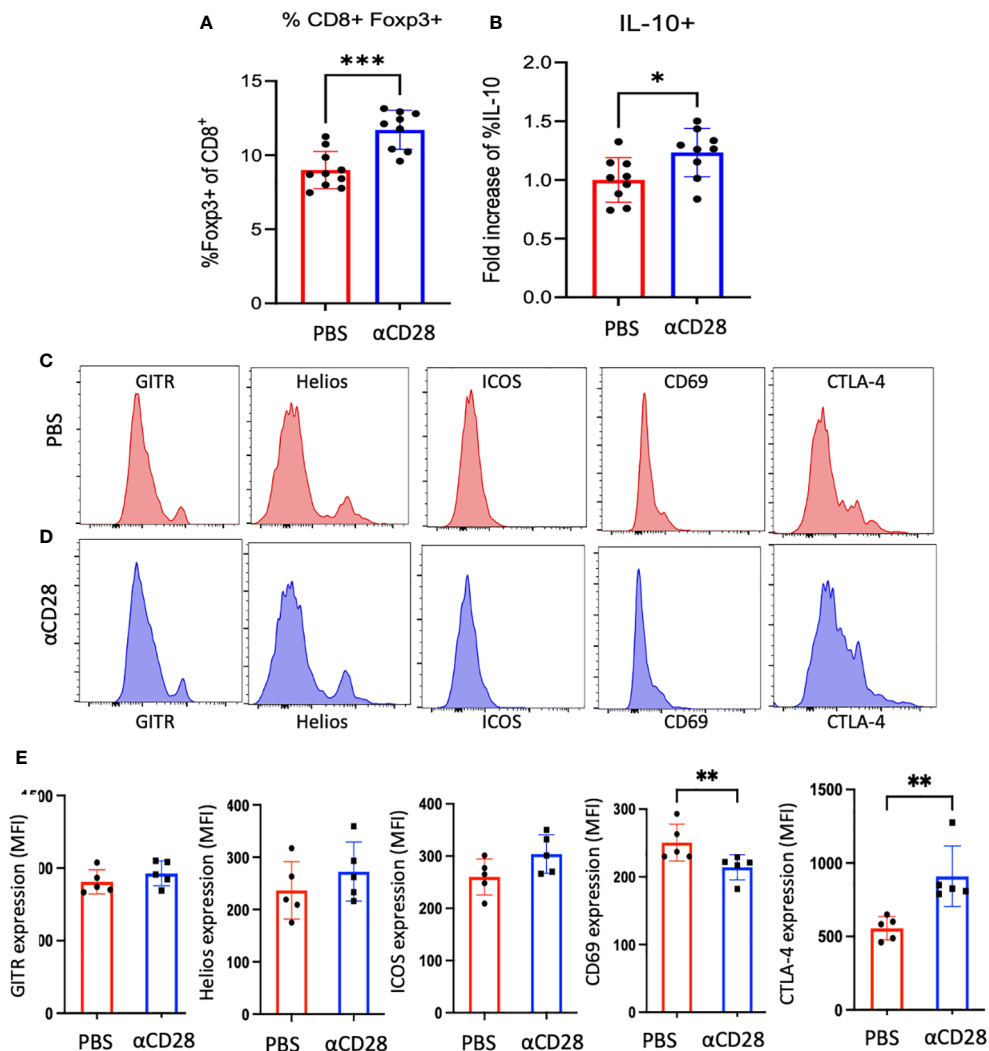 A
% CD8+ Foxp3+
***
%Foxp3+ of CD8⁺
15
10
5
0
PBS
αCD28
B
IL-10+
*
Fold increase of %IL-10
2.0
1.5
1.0
0.5
0.0
PBS
αCD28
C
PBS
GITR
Helios
ICOS
CD69
CTLA-4
D
αCD28
GITR
Helios
ICOS
CD69
CTLA-4
E
GITR expression (MFI)
0
PBS
αCD28
Helios expression (MFI)
400
300
200
100
0
PBS
αCD28
ICOS expression (MFI)
400
300
200
100
0
PBS
αCD28
**
CD69 expression (MFI)
300
200
100
0
PBS
αCD28
**
CTLA-4 expression (MFI)
1500
1000
500
0
PBS
αCD28